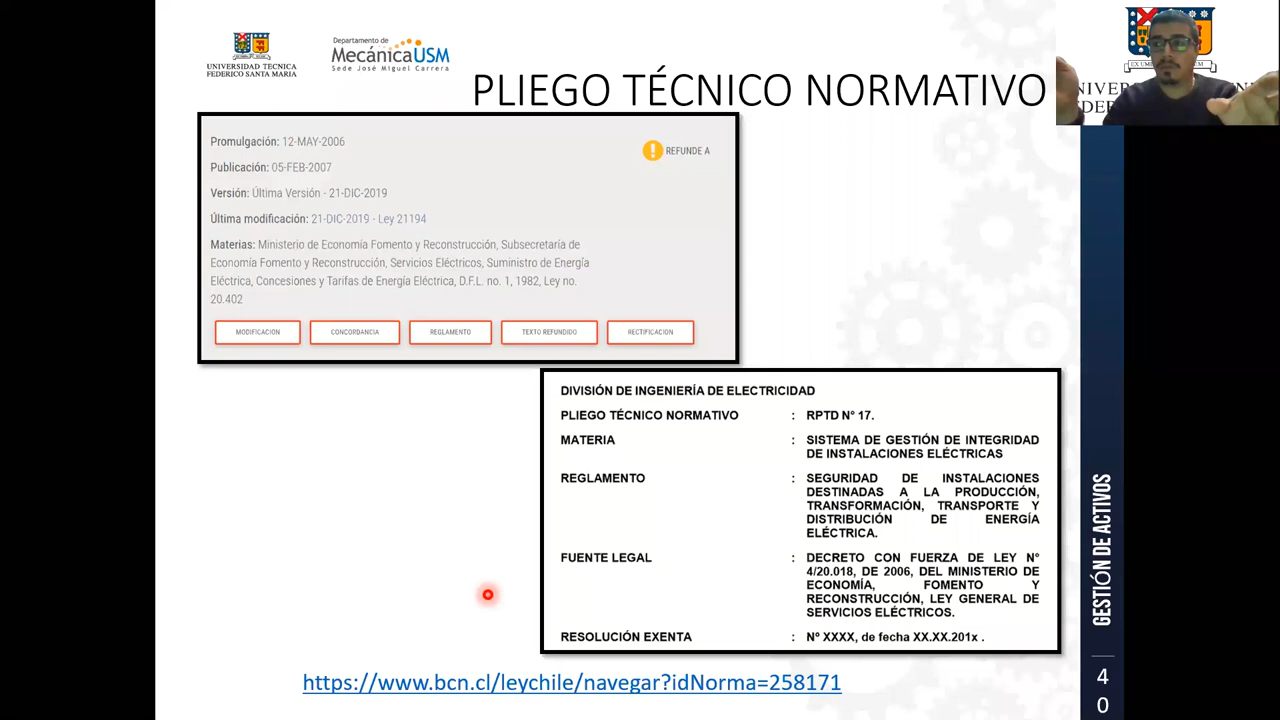 UNIVERSIDAD TÉCNICA
FEDERICO SANTA MARIA
Departamento de
MecánicaUSM
Sede José Miguel Carrera
PLIEGO TÉCNICO NORMATIVO
Promulgación: 12-MAY-2006
REFUNDE A
Publicación: 05-FEB-2007
Versión: Última Versión - 21-DIC-2019
Última modificación: 21-DIC-2019 - Ley 21194
Materias: Ministerio de Economía Fomento y Reconstrucción, Subsecretaría de
Economía Fomento y Reconstrucción, Servicios Eléctricos, Suministro de Energía
Eléctrica, Concesiones y Tarifas de Energía Eléctrica, D.F.L. no. 1, 1982, Ley no.
20.402
MODIFICACION CONCORDANCIA REGLAMENTO TEXTO REFUNDIDO RECTIFICACION
DIVISIÓN DE INGENIERÍA DE ELECTRICIDAD
PLIEGO TÉCNICO NORMATIVO : RPTD N° 17.
MATERIA : SISTEMA DE GESTIÓN DE INTEGRIDAD
DE INSTALACIONES ELÉCTRICAS
REGLAMENTO : SEGURIDAD DE INSTALACIONES
DESTINADAS A LA PRODUCCIÓN,
TRANSFORMACIÓN, TRANSPORTE Y
DISTRIBUCIÓN DE ENERGÍA
ELÉCTRICA.
FUENTE LEGAL : DECRETO CON FUERZA DE LEY N°
4/20.018, DE 2006, DEL MINISTERIO DE
ECONOMÍA, FOMENTO Y
RECONSTRUCCIÓN, LEY GENERAL DE
SERVICIOS ELÉCTRICOS.
RESOLUCIÓN EXENTA : Nº XXXX, de fecha XX.XX.201x .
https://www.bcn.cl/leychile/navegar?idNorma=258171
GESTIÓN DE ACTIVOS
4
0